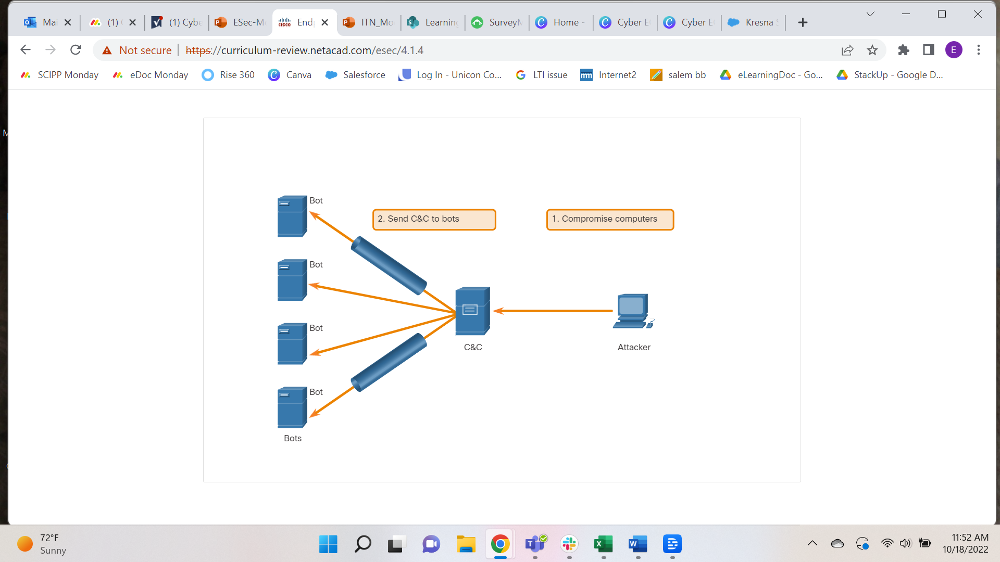 Mai
(1)
(1) Cybe
ESec-M
End
ITN_Mo
Learning
Survey
Home -
Cyber E
Cyber E
Kresna S
Not secure
https://curriculum-review.netacad.com/esec/4.1.4
E
SCIPP Monday
eDoc Monday
Rise 360
Canva
Salesforce
Log In - Unicon Co...
LTI issue
Internet2
salem bb
eLearningDoc - Go...
StackUp - Google D...
Bot
2. Send C&C to bots
1. Compromise computers
Bot
Bot
C&C
Attacker
Bot
Bots
72°F
Sunny
11:52 AM
10/18/2022